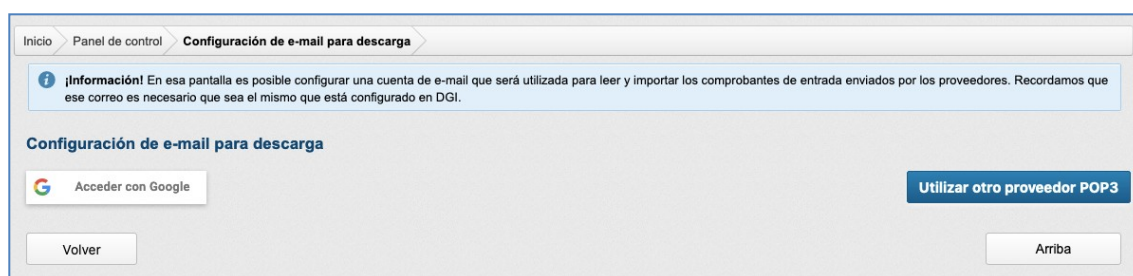 Inicio Panel de control Configuración de e-mail para descarga
¡Información! En esa pantalla es posible configurar una cuenta de e-mail que será utilizada para leer y importar los comprobantes de entrada enviados por los proveedores. Recordamos que
ese correo es necesario que sea el mismo que está configurado en DGI.
Configuración de e-mail para descarga
Acceder con Google Utilizar otro proveedor POP3
Volver Arriba